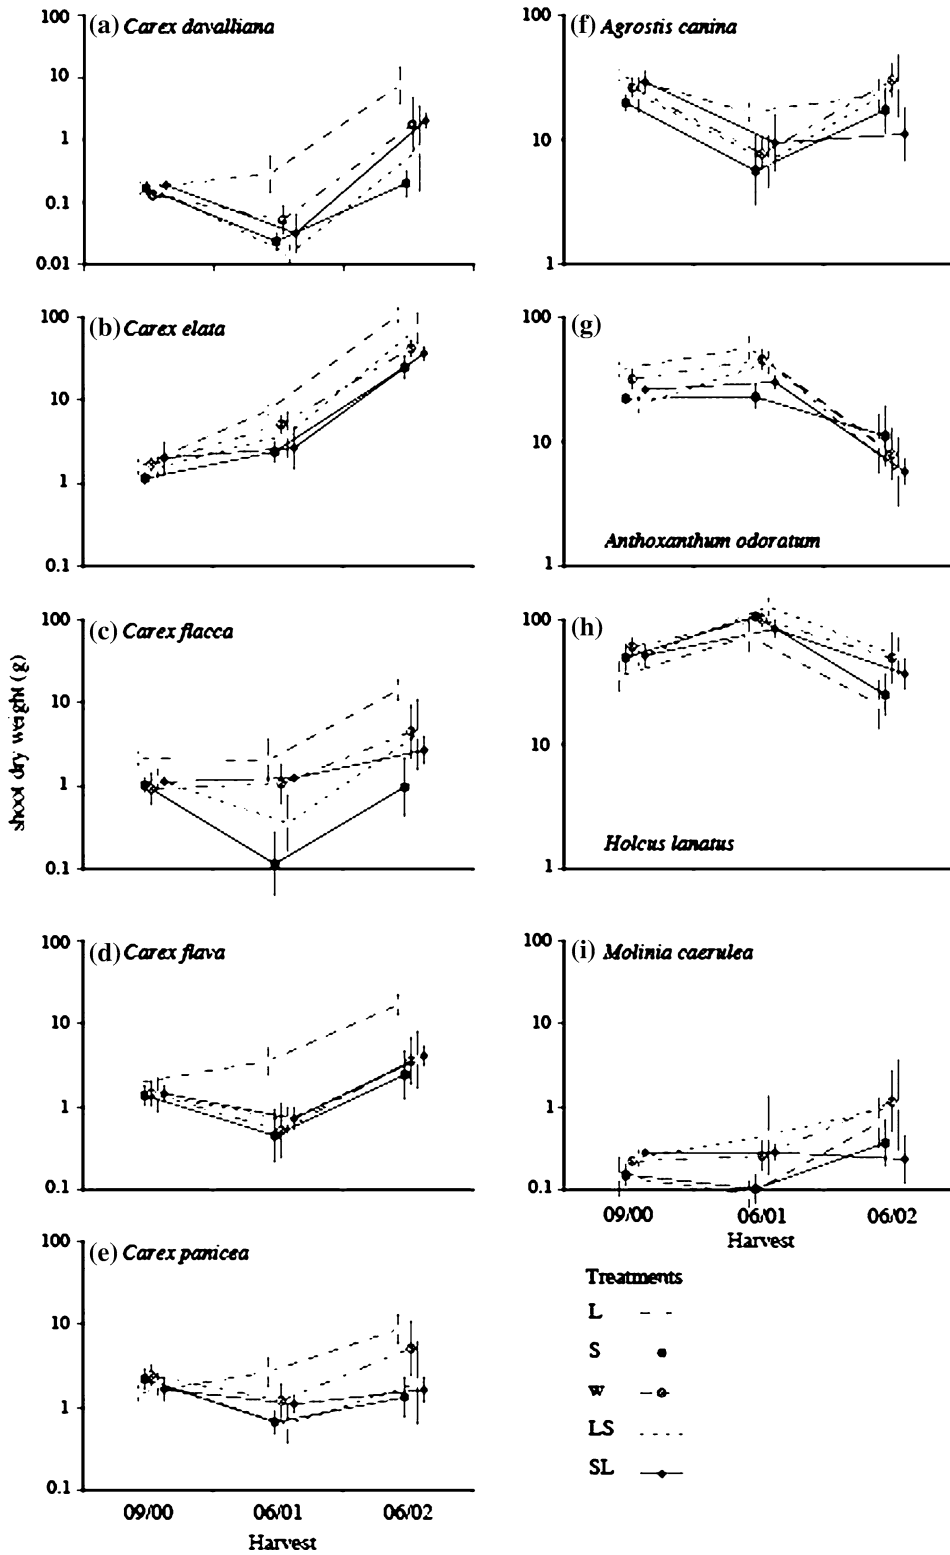 shoot dry weight (g)
(a) Carex davalliana
100
10
1
0.1
0.01
(b) Carex elata
100
10
1
0.1
(c) Carex flacca
100
10
1
0.1
(d) Carex flava
100
10
1
0.1
(e) Carex panicea
100
10
1
0.1
09/00 06/01 06/02
Harvest
(f) Agrostis canina
100
10
1
(g)
100
10
1
Anthoxanthum odoratum
(h)
100
10
1
Holcus lanatus
(i) Molinia caerulea
100
10
1
0.1
09/00 06/01 06/02
Harvest
Treatments
L
S
W
LS
SL